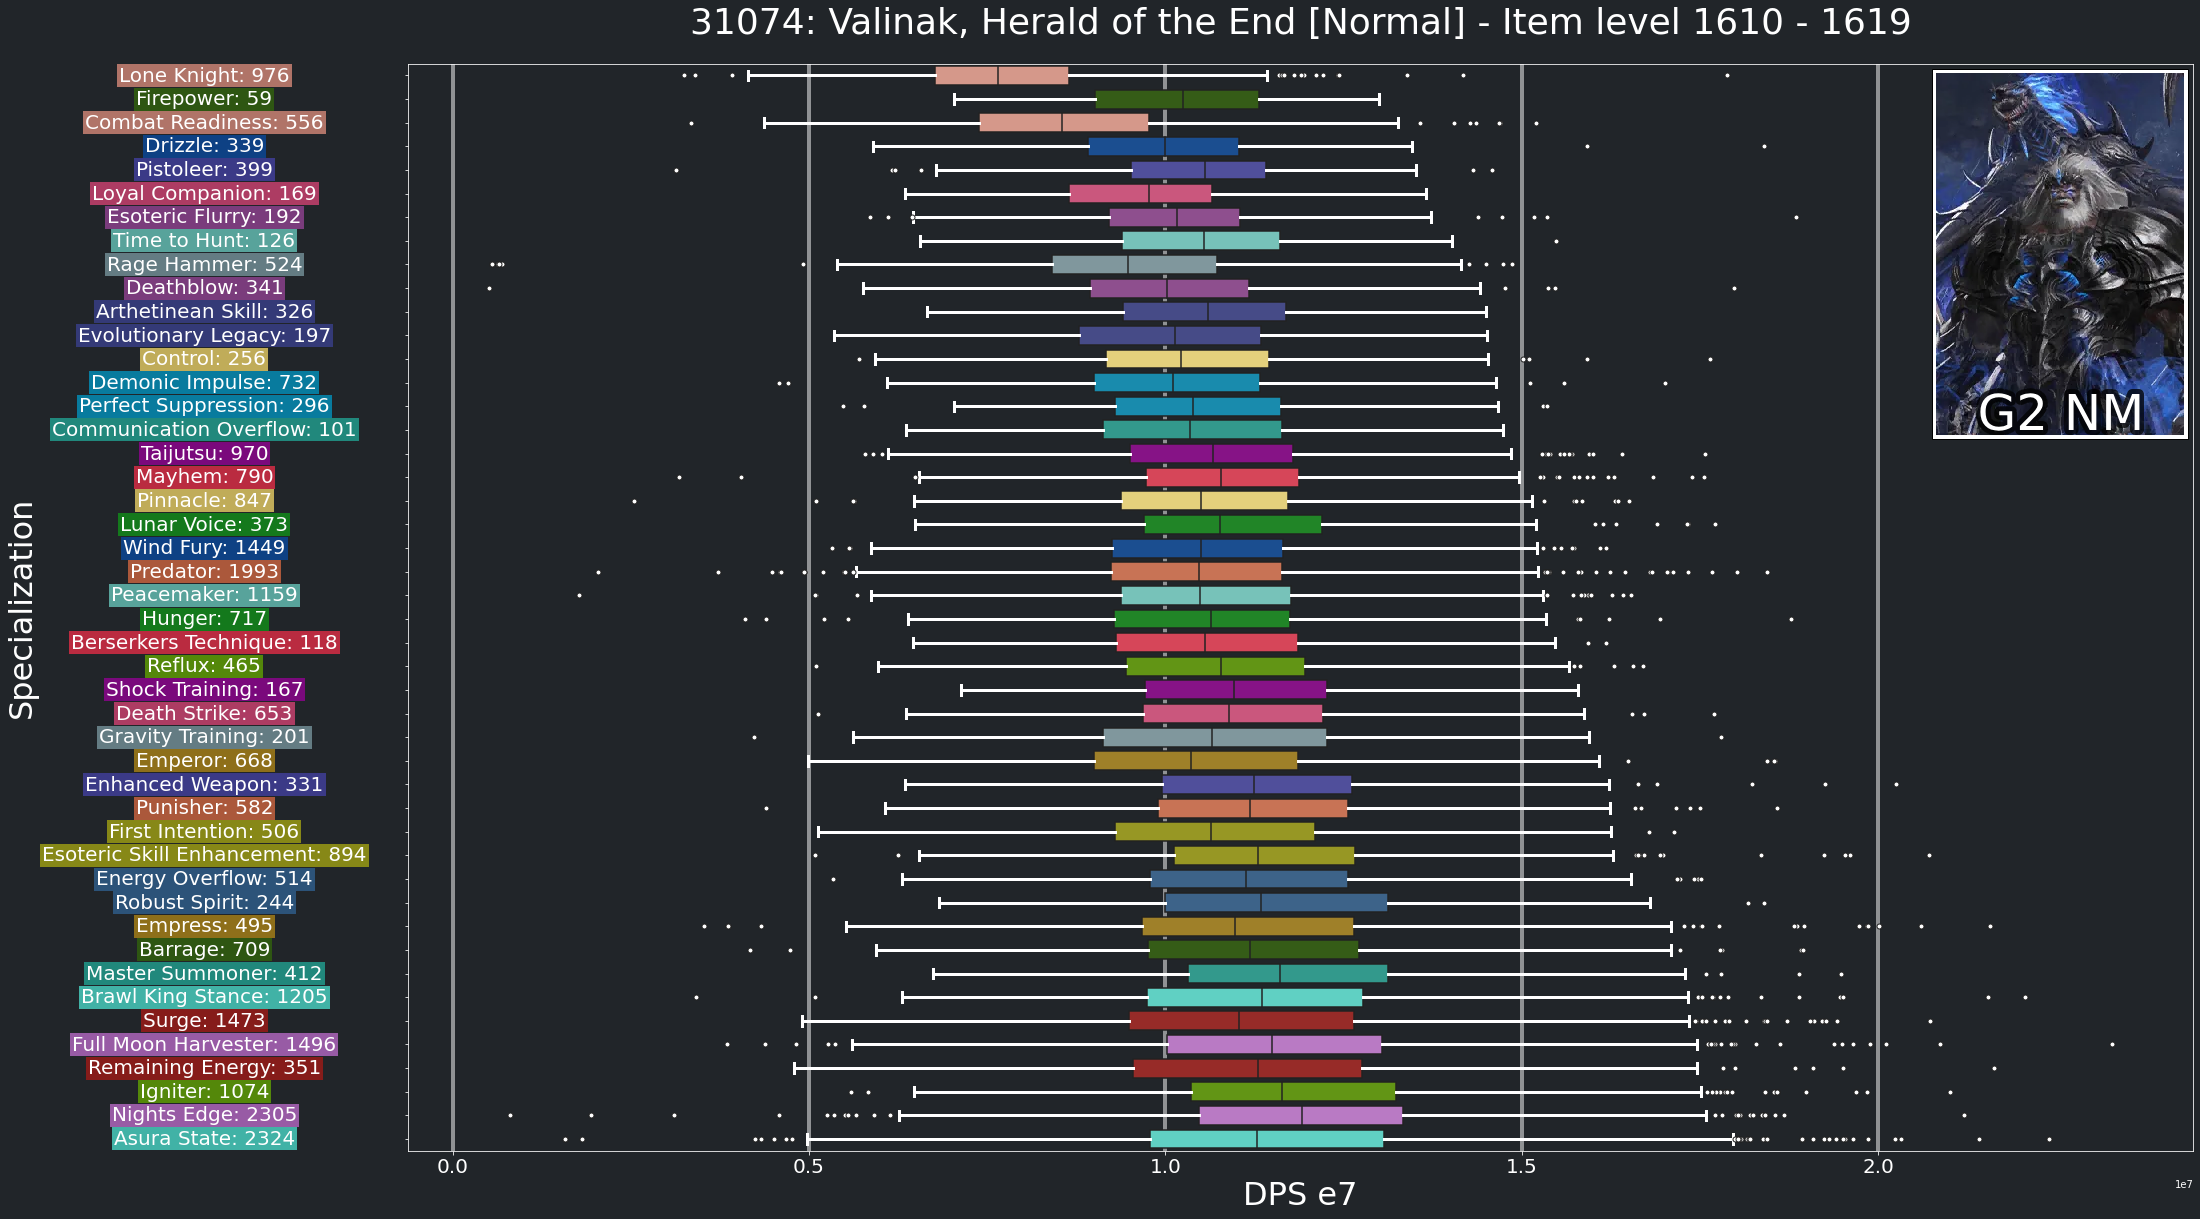 31074: Valinak, Herald of the End [Normal] - Item level 1610 - 1619
Specialization
Lone Knight: 976
Firepower: 59
Combat Readiness: 556
Drizzle: 339
Pistoleer: 399
Loyal Companion: 169
Esoteric Flurry: 192
Time to Hunt: 126
Rage Hammer: 524
Deathblow: 341
Arthetinean Skill: 326
Evolutionary Legacy: 197
Control: 256
Demonic Impulse: 732
Perfect Suppression: 296
Communication Overflow: 101
Taijutsu: 970
Mayhem: 790
Pinnacle: 847
Lunar Voice: 373
Wind Fury: 1449
Predator: 1993
Peacemaker: 1159
Hunger: 717
Berserkers Technique: 118
Reflux: 465
Shock Training: 167
Death Strike: 653
Gravity Training: 201
Emperor: 668
Enhanced Weapon: 331
Punisher: 582
First Intention: 506
Esoteric Skill Enhancement: 894
Energy Overflow: 514
Robust Spirit: 244
Empress: 495
Barrage: 709
Master Summoner: 412
Brawl King Stance: 1205
Surge: 1473
Full Moon Harvester: 1496
Remaining Energy: 351
Igniter: 1074
Nights Edge: 2305
Asura State: 2324
G2 NM
0.0 0.5 1.0 1.5 2.0
1e7
DPS e7